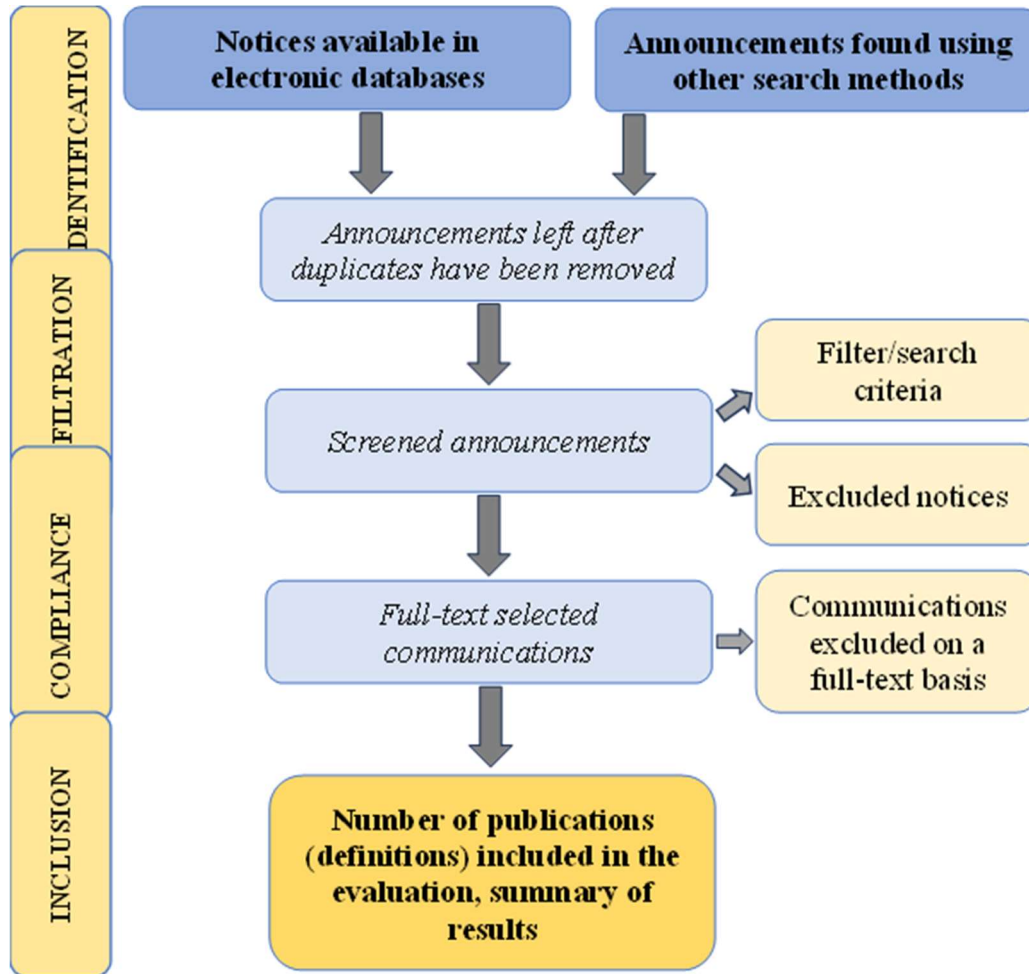 IDENTIFICATION
Notices available in
electronic databases
Announcements found using
other search methods
Announcements left after
duplicates have been removed
FILTRATION
Screened announcements
Filter/search
criteria
Excluded notices
COMPLIANCE
Full-text selected
communications
Communications
excluded on a
full-text basis
INCLUSION
Number of publications
(definitions) included in the
evaluation, summary of
results